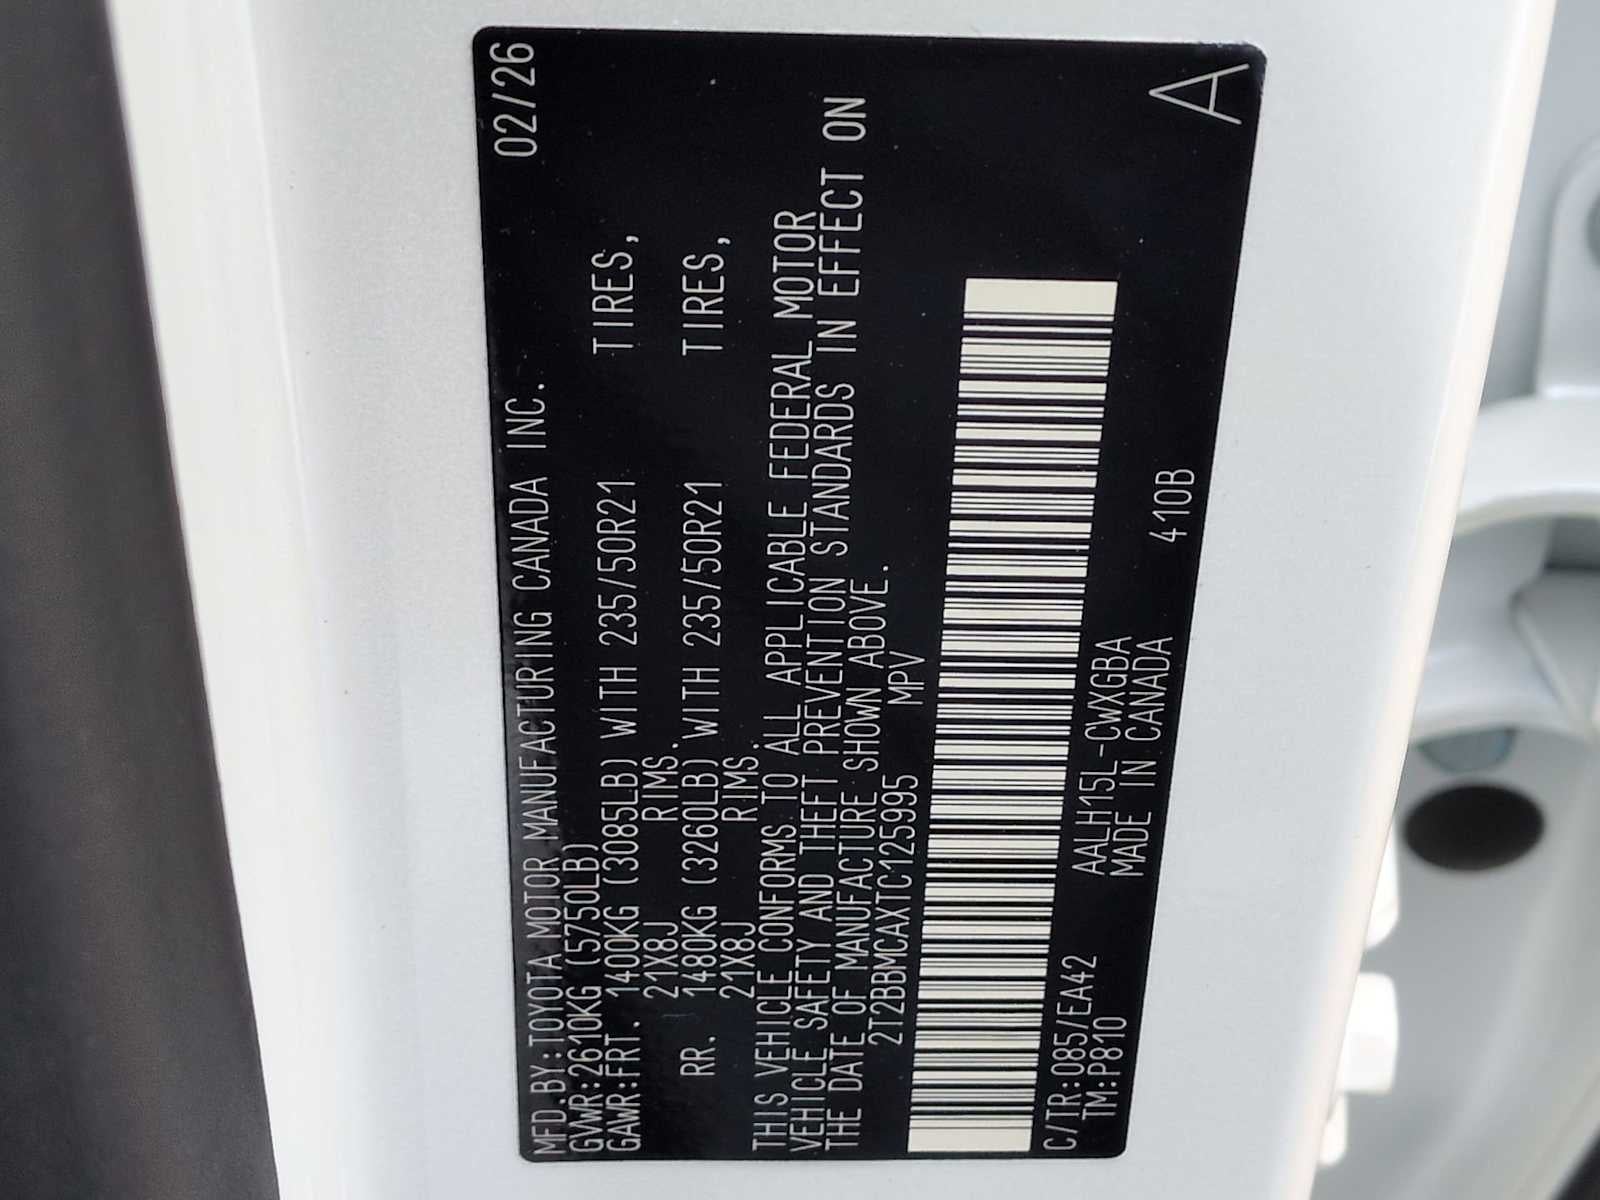 MFD.BY:TOYOTA MOTOR MANUFACTURING CANADA INC. 02/26
GVWR:2610KG (5750LB)
GAWR:FRT. 1400KG (3085LB) WITH 235/50R21 TIRES,
21X8J RIMS.
RR. 1480KG (3260LB) WITH 235/50R21 TIRES,
21X8J RIMS.
THIS VEHICLE CONFORMS TO ALL APPLICABLE FEDERAL MOTOR
VEHICLE SAFETY AND THEFT PREVENTION STANDARDS IN EFFECT ON
THE DATE OF MANUFACTURE SHOWN ABOVE.
2T2BBMCAXTC125995 MPV
C/TR:085/EA42 AALH15L-CWXGBA 410B A
TM:P810 MADE IN CANADA